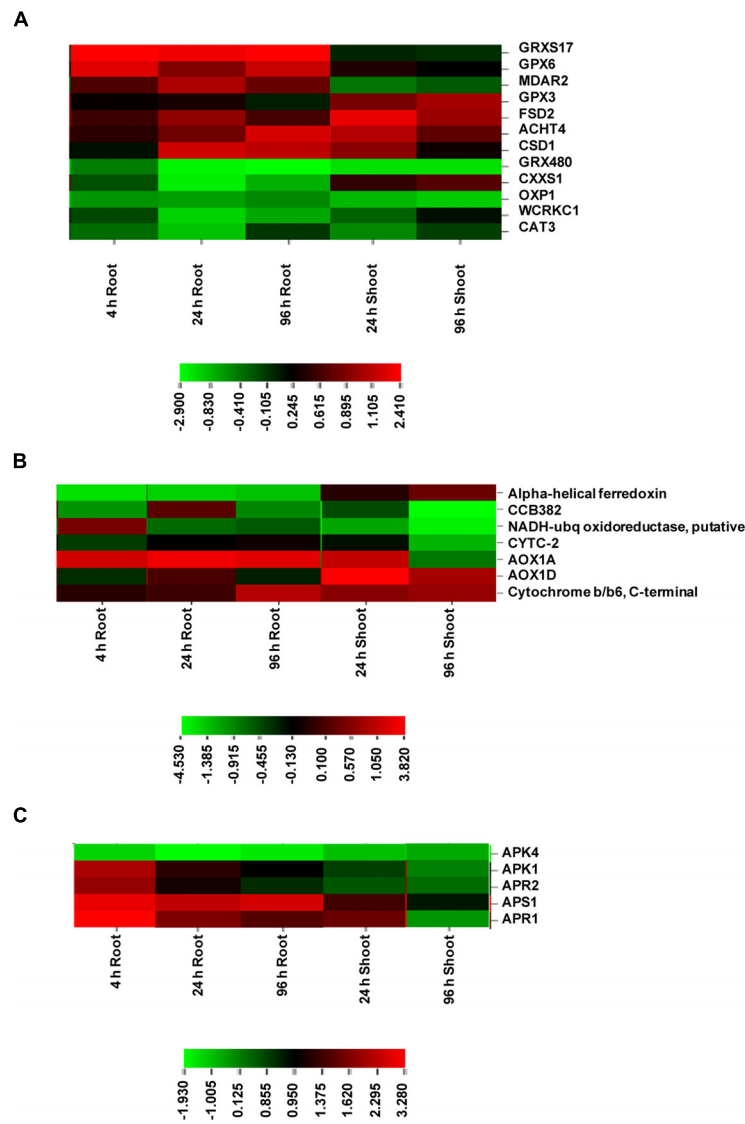 A
GRXS17
GPX6
MDAR2
GPX3
FSD2
ACHT4
CSD1
GRX480
CXXS1
OXP1
WCRKC1
CAT3
4 h Root
24 h Root
96 h Root
24 h Shoot
96 h Shoot
-2.900
-0.830
-0.410
-0.105
0.245
0.615
0.895
1.105
2.410
B
Alpha-helical ferredoxin
CCB382
NADH-ubq oxidoreductase, putative
CYTC-2
AOX1A
AOX1D
Cytochrome b/b6, C-terminal
4 h Root
24 h Root
96 h Root
24 h Shoot
96 h Shoot
-4.530
-1.385
-0.915
-0.455
-0.130
0.100
0.570
1.050
3.820
C
APK4
APK1
APR2
APS1
APR1
4 h Root
24 h Root
96 h Root
24 h Shoot
96 h Shoot
-1.930
-1.005
0.125
0.855
0.950
1.375
1.620
2.295
3.280